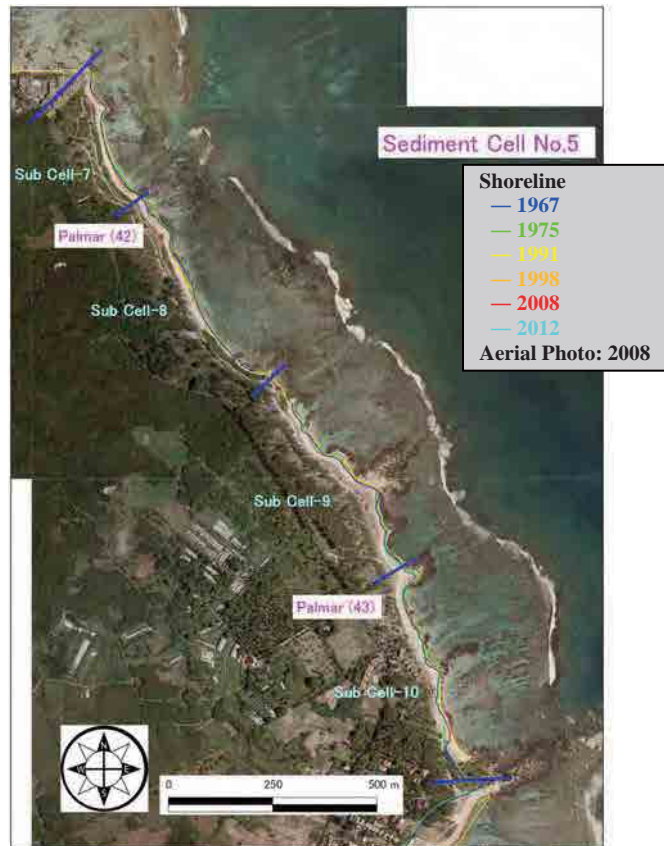 Sediment Cell No.5
Shoreline
— 1967
— 1975
— 1991
— 1998
— 2008
— 2012
Aerial Photo: 2008
Sub Cell-7
Palmar (42)
Sub Cell-8
Sub Cell-9
Palmar (43)
Sub Cell-10
N
W E
S
0 250 500 m